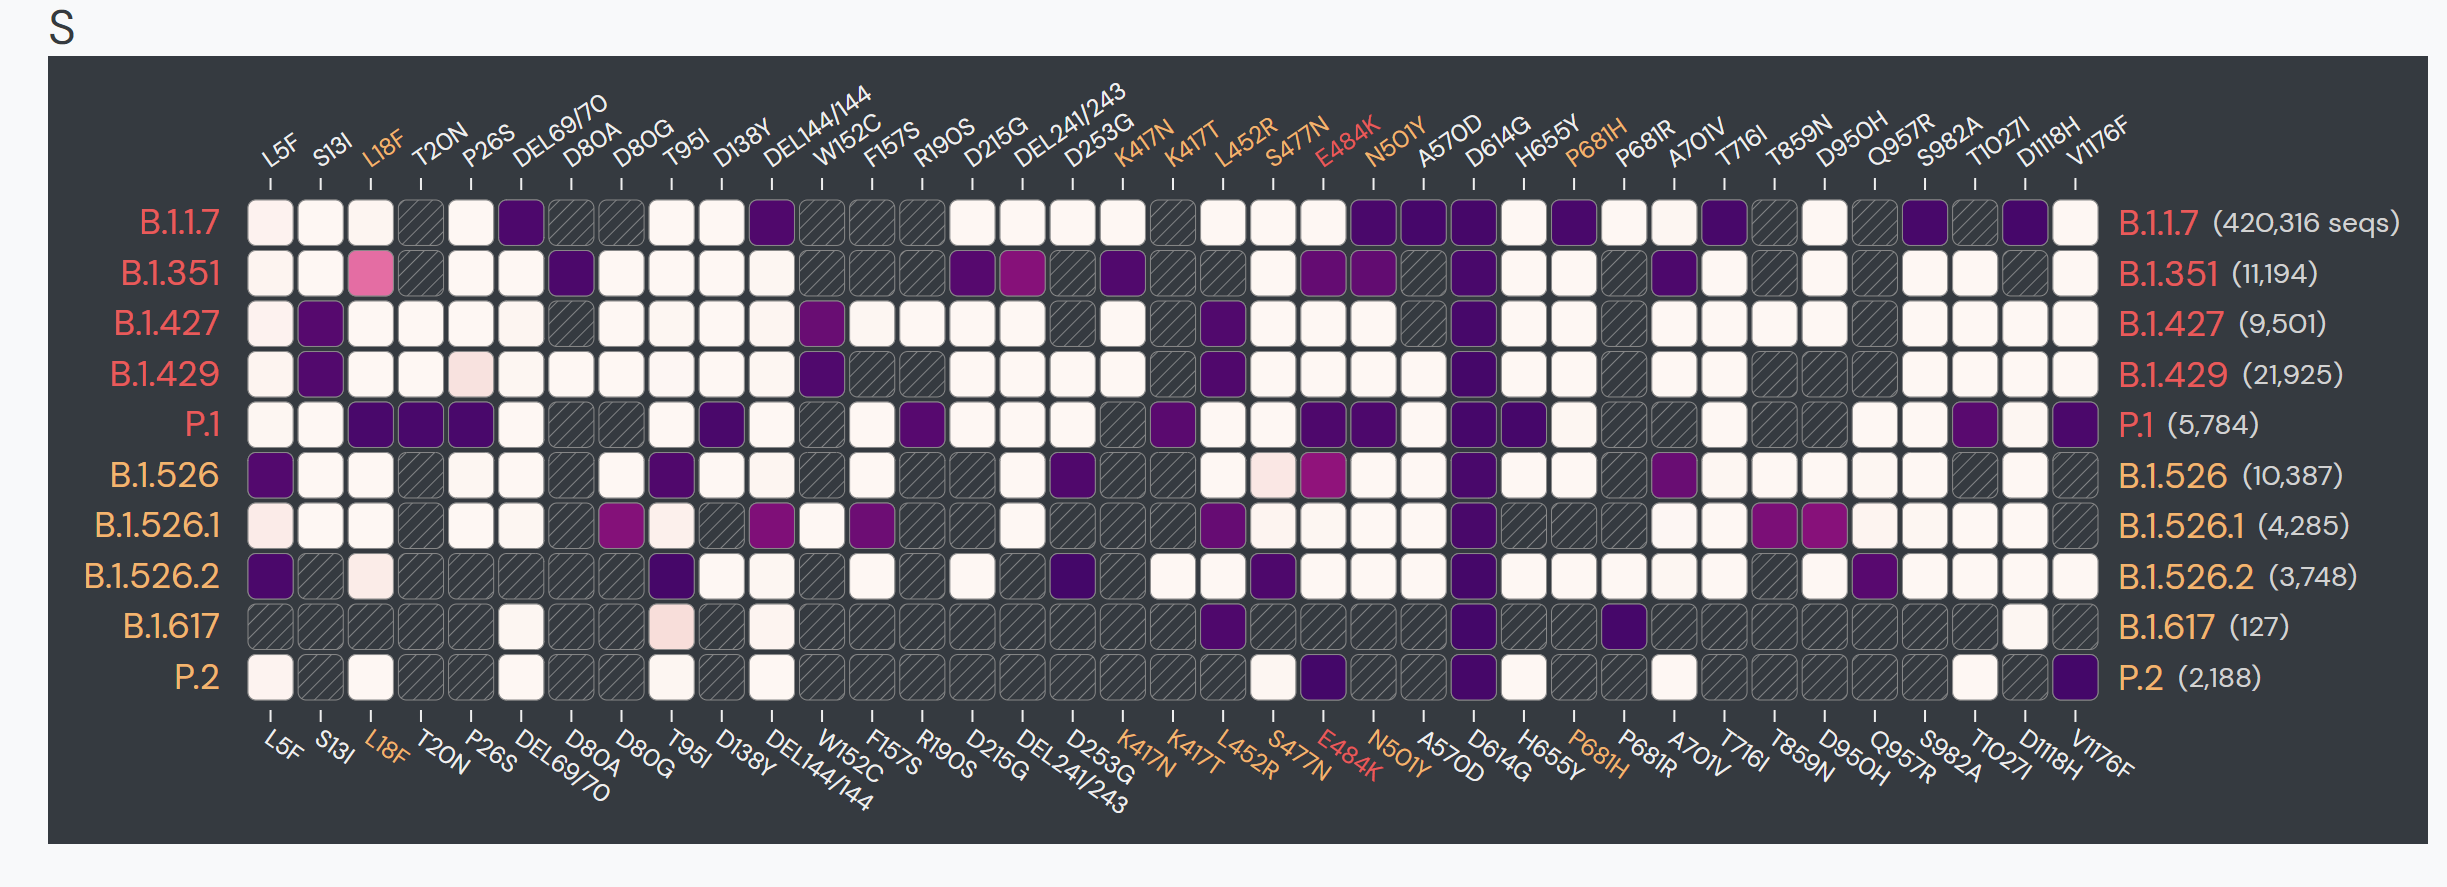 S
L5F S13I L18F T20N P26S DEL69/70 D80A D80G T95I D138Y DEL144/144 W152C F157S R190S D215G DEL241/243 D253G K417N K417T L452R S477N E484K N501Y A570D D614G H655Y P681H P681R A701V T716I T859N D950H Q957R S982A T1027I D1118H V1176F
B.1.1.7 B.1.1.7 (420,316 seqs)
B.1.351 B.1.351 (11,194)
B.1.427 B.1.427 (9,501)
B.1.429 B.1.429 (21,925)
P.1 P.1 (5,784)
B.1.526 B.1.526 (10,387)
B.1.526.1 B.1.526.1 (4,285)
B.1.526.2 B.1.526.2 (3,748)
B.1.617 B.1.617 (127)
P.2 P.2 (2,188)
L5F S13I L18F T20N P26S DEL69/70 D80A D80G T95I D138Y DEL144/144 W152C F157S R190S D215G DEL241/243 D253G K417N K417T L452R S477N E484K N501Y A570D D614G H655Y P681H P681R A701V T716I T859N D950H Q957R S982A T1027I D1118H V1176F